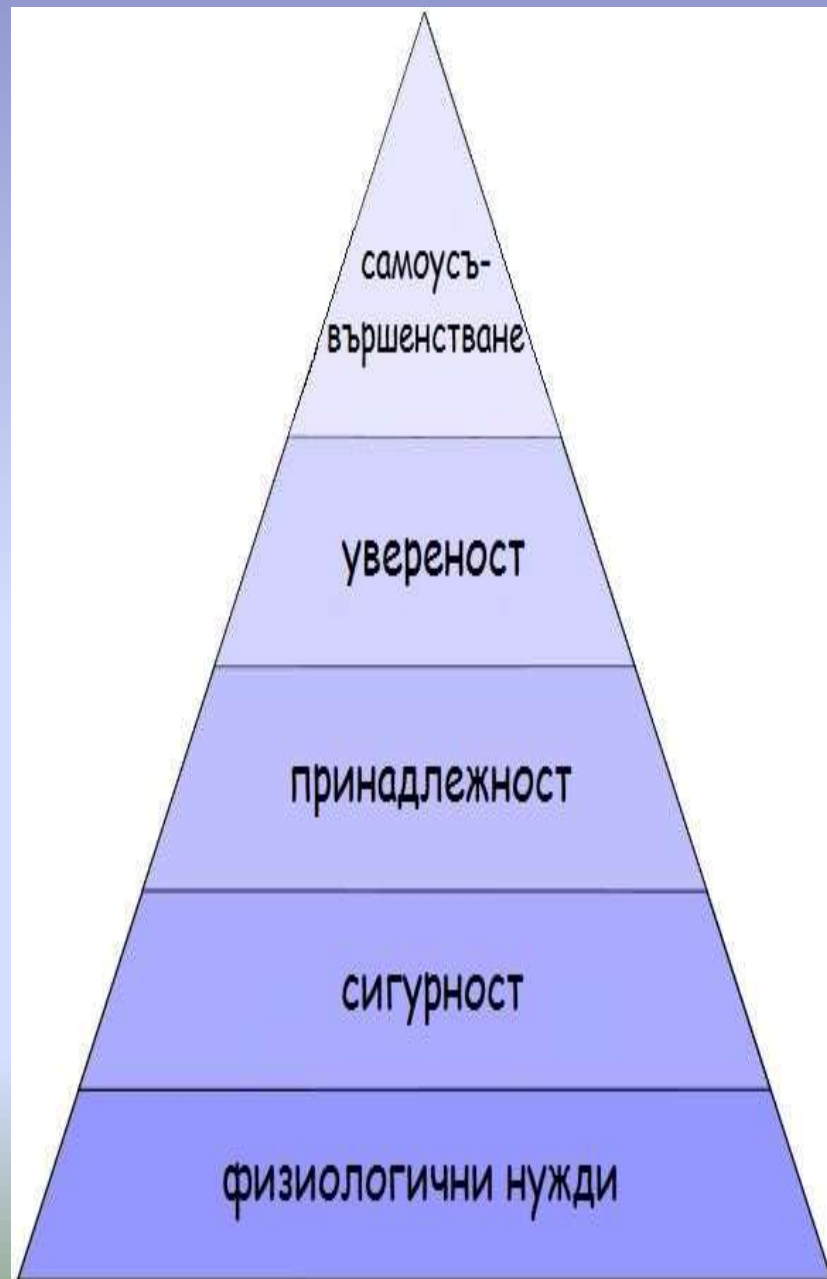 самоусъ-
вършенстване
увереност
принадлежност
сигурност
физиологични нужди